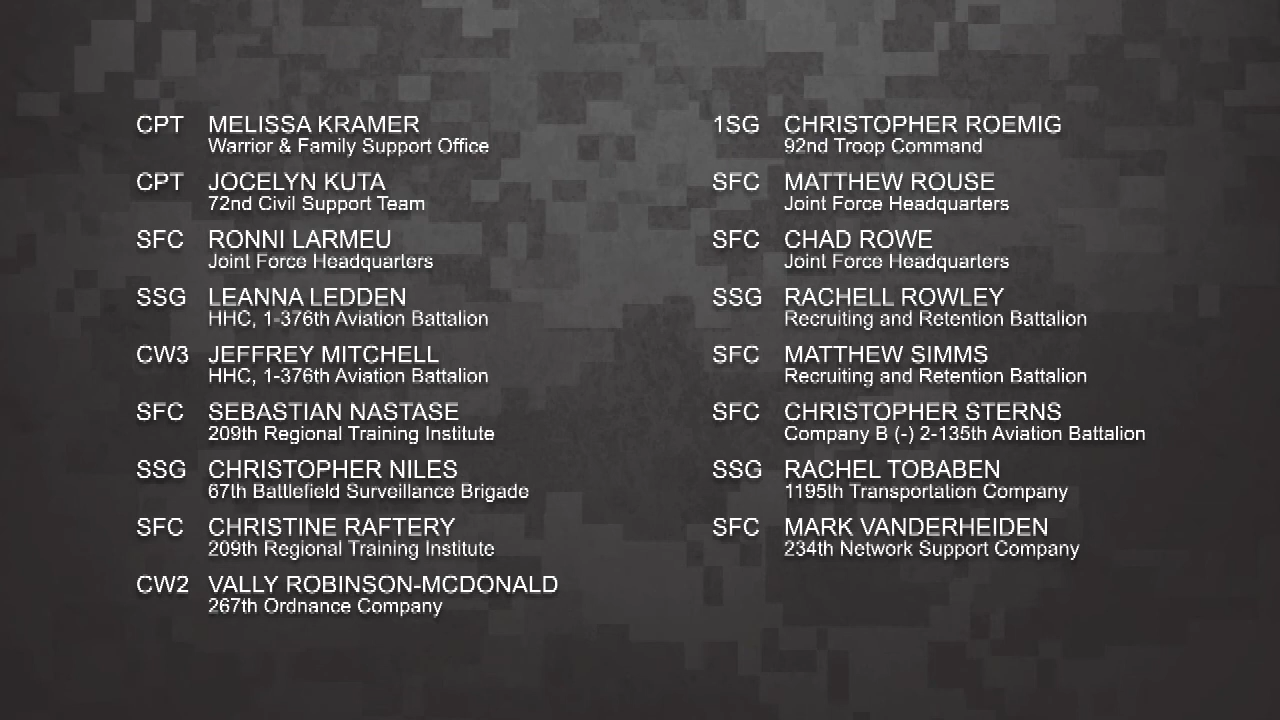 CPT MELISSA KRAMER
Warrior & Family Support Office
CPT JOCELYN KUTA
72nd Civil Support Team
SFC RONNI LARMEU
Joint Force Headquarters
SSG LEANNA LEDDEN
HHC, 1-376th Aviation Battalion
CW3 JEFFREY MITCHELL
HHC, 1-376th Aviation Battalion
SFC SEBASTIAN NASTASE
209th Regional Training Institute
SSG CHRISTOPHER NILES
67th Battlefield Surveillance Brigade
SFC CHRISTINE RAFTERY
209th Regional Training Institute
CW2 VALLY ROBINSON-MCDONALD
267th Ordnance Company
1SG CHRISTOPHER ROEMIG
92nd Troop Command
SFC MATTHEW ROUSE
Joint Force Headquarters
SFC CHAD ROWE
Joint Force Headquarters
SSG RACHELL ROWLEY
Recruiting and Retention Battalion
SFC MATTHEW SIMMS
Recruiting and Retention Battalion
SFC CHRISTOPHER STERNS
Company B (-) 2-135th Aviation Battalion
SSG RACHEL TOBABEN
1195th Transportation Company
SFC MARK VANDERHEIDEN
234th Network Support Company